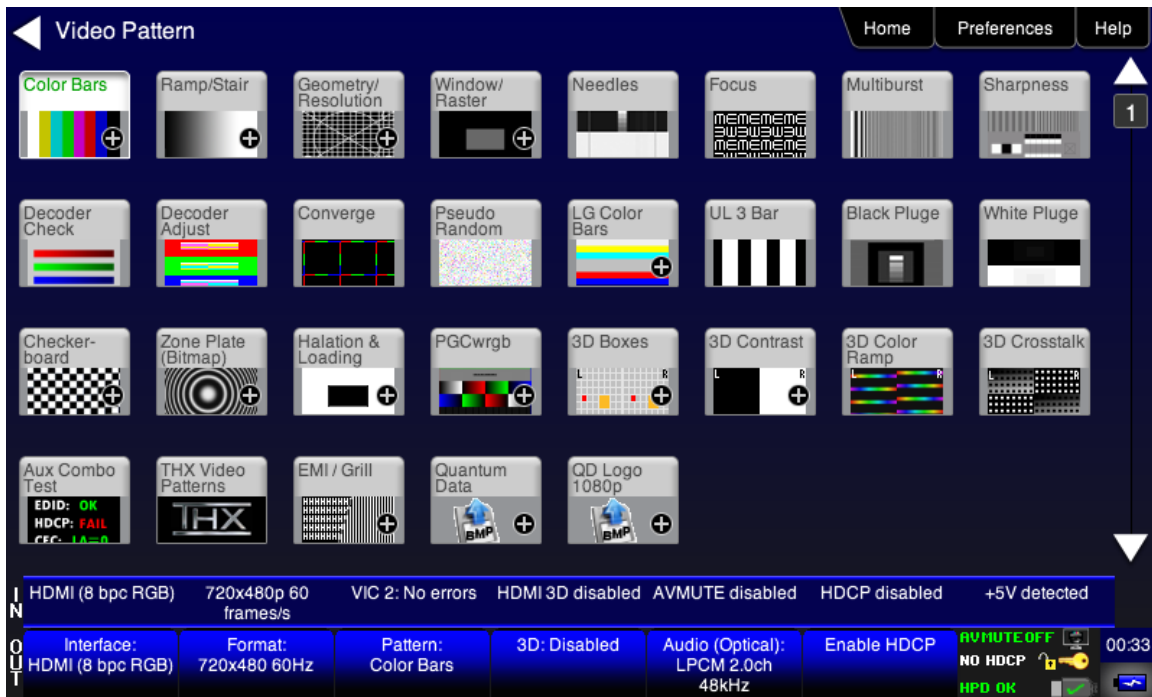 Video Pattern
Home
Preferences
Help
Color Bars
Ramp/Stair
Geometry/
Resolution
Window/
Raster
Needles
Focus
Multiburst
Sharpness
1
MEMEMEME
Decoder
Check
Decoder
Adjust
Converge
Pseudo
Random
LG Color
Bars
UL 3 Bar
Black Pluge
White Pluge
Checker-
board
Zone Plate
(Bitmap)
Halation &
Loading
PGCwrgb
3D Boxes
3D Contrast
3D Color
Ramp
3D Crosstalk
L R
L R
L R
L R
Aux Combo
Test
EDID: OK
HDCP: FAIL
CEC: LA=0
THX Video
Patterns
THX
EMI / Grill
HHHHHHHH
Quantum
Data
BMP
QD Logo
1080p
BMP
IN
HDMI (8 bpc RGB)
720x480p 60
frames/s
VIC 2: No errors
HDMI 3D disabled
AVMUTE disabled
HDCP disabled
+5V detected
OUT
Interface:
HDMI (8 bpc RGB)
Format:
720x480 60Hz
Pattern:
Color Bars
3D: Disabled
Audio (Optical):
LPCM 2.0ch
48kHz
Enable HDCP
AVMUTEOFF
NO HDCP
HPD OK
00:33